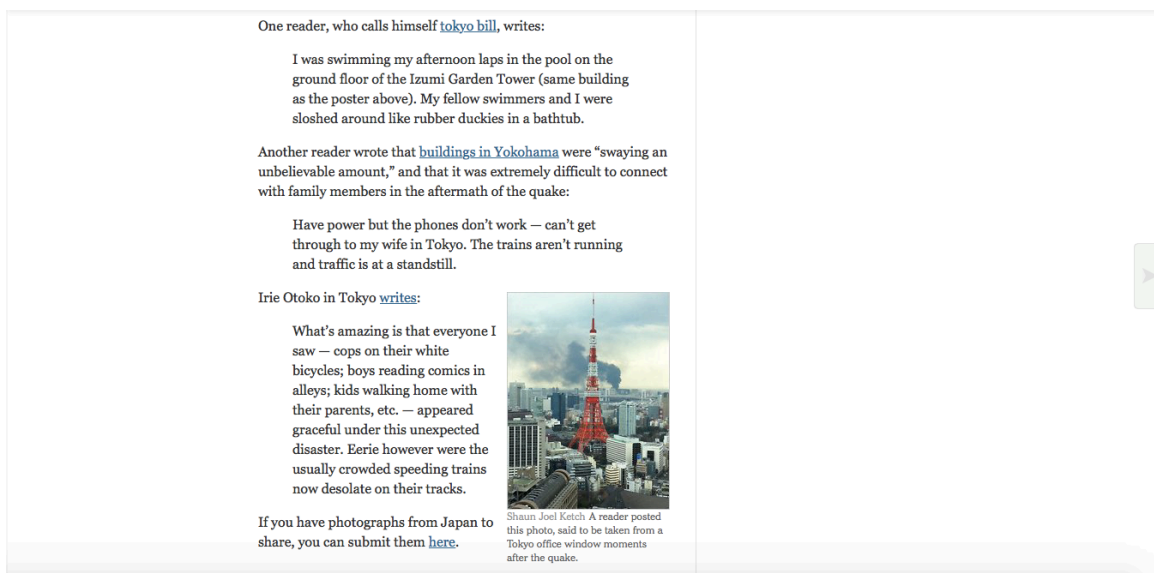 One reader, who calls himself tokyo bill, writes:
I was swimming my afternoon laps in the pool on the
ground floor of the Izumi Garden Tower (same building
as the poster above). My fellow swimmers and I were
sloshed around like rubber duckies in a bathtub.
Another reader wrote that buildings in Yokohama were “swaying an
unbelievable amount,” and that it was extremely difficult to connect
with family members in the aftermath of the quake:
Have power but the phones don’t work — can’t get
through to my wife in Tokyo. The trains aren’t running
and traffic is at a standstill.
Irie Otoko in Tokyo writes:
What’s amazing is that everyone I
saw — cops on their white
bicycles; boys reading comics in
alleys; kids walking home with
their parents, etc. — appeared
graceful under this unexpected
disaster. Eerie however were the
usually crowded speeding trains
now desolate on their tracks.
If you have photographs from Japan to
share, you can submit them here.
Shaun Joel Ketch A reader posted
this photo, said to be taken from a
Tokyo office window moments
after the quake.